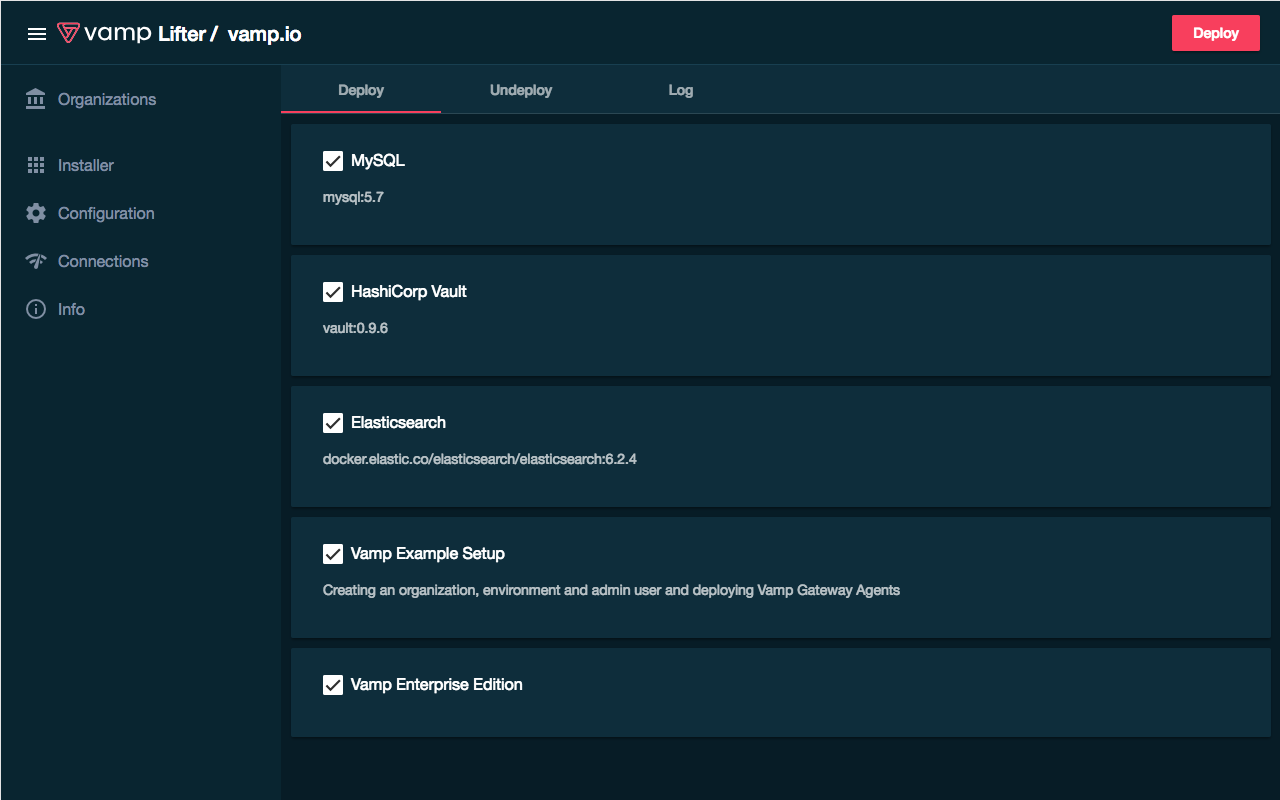 vamp Lifter / vamp.io
Deploy
Organizations
Installer
Configuration
Connections
Info
Deploy
Undeploy
Log
MySQL
mysql:5.7
HashiCorp Vault
vault:0.9.6
Elasticsearch
docker.elastic.co/elasticsearch/elasticsearch:6.2.4
Vamp Example Setup
Creating an organization, environment and admin user and deploying Vamp Gateway Agents
Vamp Enterprise Edition